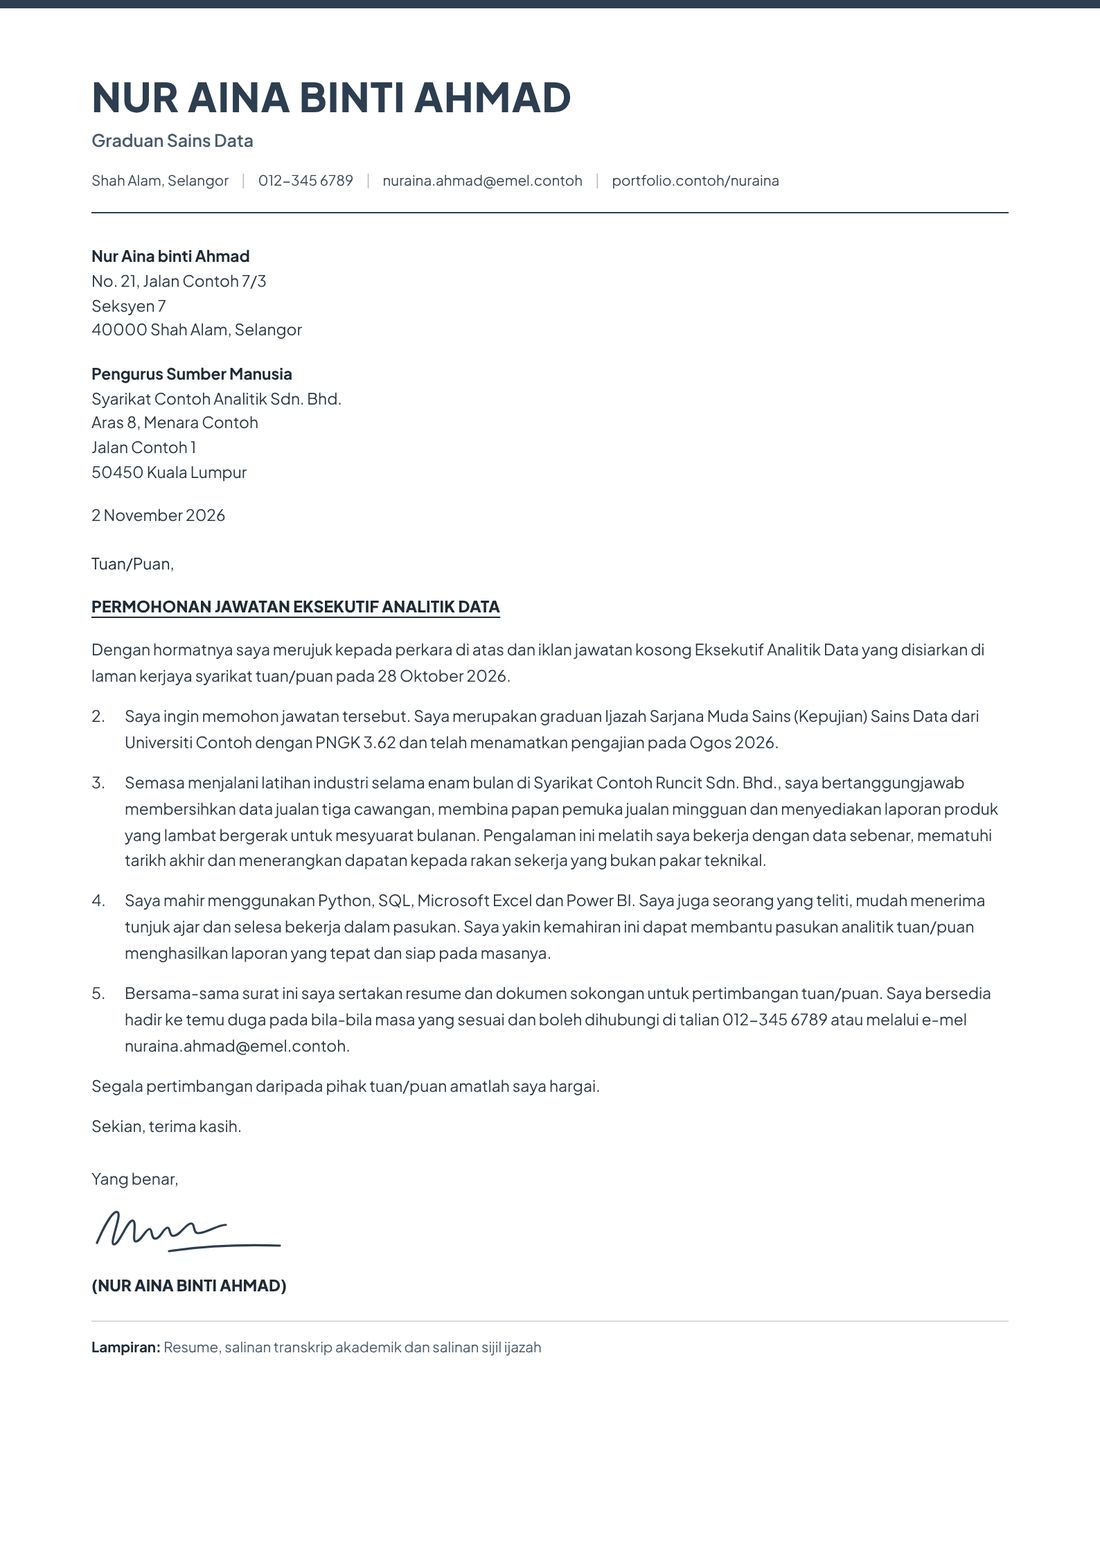 NUR AINA BINTI AHMAD
Graduan Sains Data
Shah Alam, Selangor | 012-345 6789 | nuraina.ahmad@emel.contoh | portfolio.contoh/nuraina
Nur Aina binti Ahmad
No. 21, Jalan Contoh 7/3
Seksyen 7
40000 Shah Alam, Selangor
Pengurus Sumber Manusia
Syarikat Contoh Analitik Sdn. Bhd.
Aras 8, Menara Contoh
Jalan Contoh 1
50450 Kuala Lumpur
2 November 2026
Tuan/Puan,
PERMOHONAN JAWATAN EKSEKUTIF ANALITIK DATA
Dengan hormatnya saya merujuk kepada perkara di atas dan iklan jawatan kosong Eksekutif Analitik Data yang disiarkan di
laman kerjaya syarikat tuan/puan pada 28 Oktober 2026.
2. Saya ingin memohon jawatan tersebut. Saya merupakan graduan Ijazah Sarjana Muda Sains (Kepujian) Sains Data dari
Universiti Contoh dengan PNGK 3.62 dan telah menamatkan pengajian pada Ogos 2026.
3. Semasa menjalani latihan industri selama enam bulan di Syarikat Contoh Runcit Sdn. Bhd., saya bertanggungjawab
membersihkan data jualan tiga cawangan, membina papan pemuka jualan mingguan dan menyediakan laporan produk
yang lambat bergerak untuk mesyuarat bulanan. Pengalaman ini melatih saya bekerja dengan data sebenar, mematuhi
tarikh akhir dan menerangkan dapatan kepada rakan sekerja yang bukan pakar teknikal.
4. Saya mahir menggunakan Python, SQL, Microsoft Excel dan Power BI. Saya juga seorang yang teliti, mudah menerima
tunjuk ajar dan selesa bekerja dalam pasukan. Saya yakin kemahiran ini dapat membantu pasukan analitik tuan/puan
menghasilkan laporan yang tepat dan siap pada masanya.
5. Bersama-sama surat ini saya sertakan resume dan dokumen sokongan untuk pertimbangan tuan/puan. Saya bersedia
hadir ke temu duga pada bila-bila masa yang sesuai dan boleh dihubungi di talian 012-345 6789 atau melalui e-mel
nuraina.ahmad@emel.contoh.
Segala pertimbangan daripada pihak tuan/puan amatlah saya hargai.
Sekian, terima kasih.
Yang benar,
(NUR AINA BINTI AHMAD)
Lampiran: Resume, salinan transkrip akademik dan salinan sijil ijazah